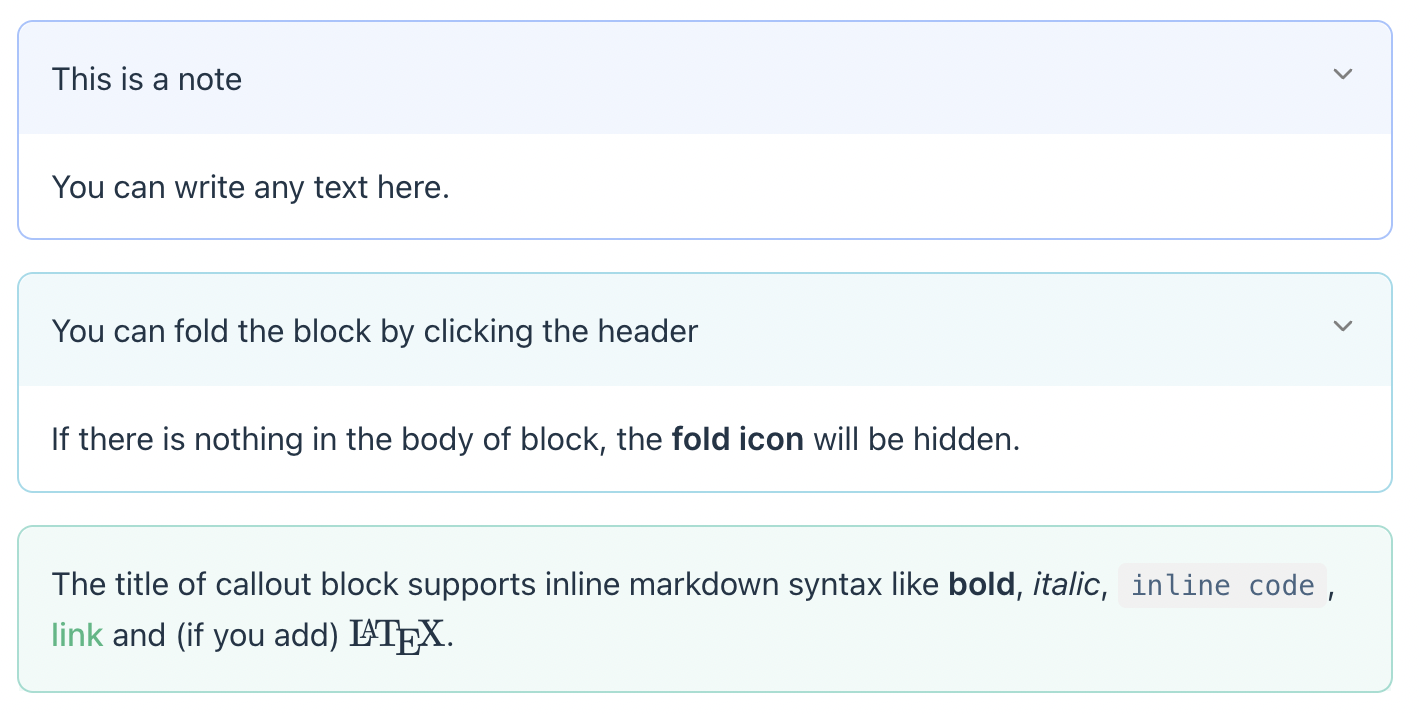 This is a note
You can write any text here.
You can fold the block by clicking the header
If there is nothing in the body of block, the fold icon will be hidden.
The title of callout block supports inline markdown syntax like bold, italic, inline code,
link and (if you add) LATEX.